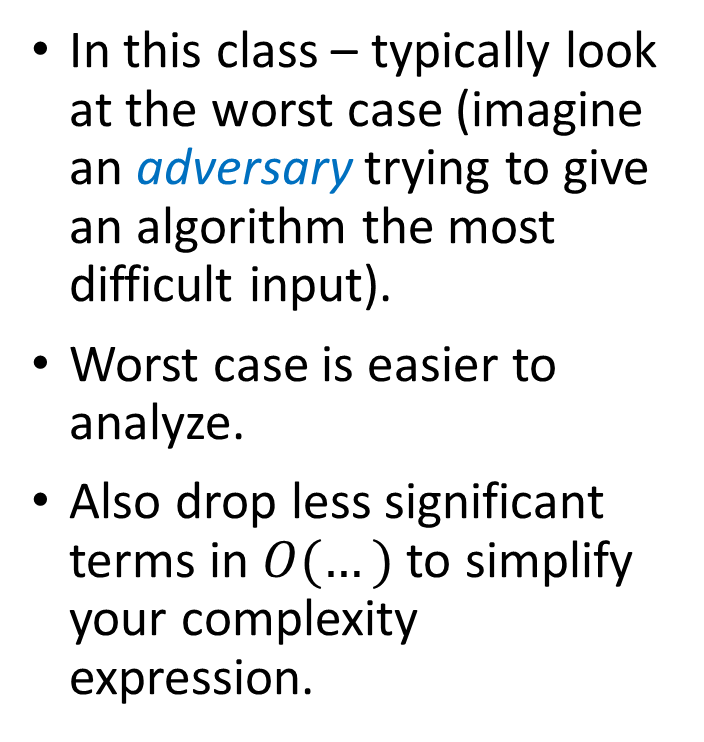 • In this class – typically look
at the worst case (imagine
an adversary trying to give
an algorithm the most
difficult input).
• Worst case is easier to
analyze.
• Also drop less significant
terms in 𝑂(… ) to simplify
your complexity
expression.